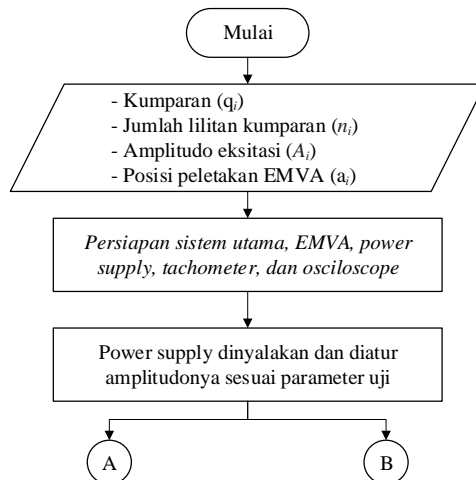 Mulai
- Kumparan (qi)
- Jumlah lilitan kumparan (ni)
- Amplitudo eksitasi (Ai)
- Posisi peletakan EMVA (ai)
Persiapan sistem utama, EMVA, power
supply, tachometer, dan osciloscope
Power supply dinyalakan dan diatur
amplitudonya sesuai parameter uji
A
B